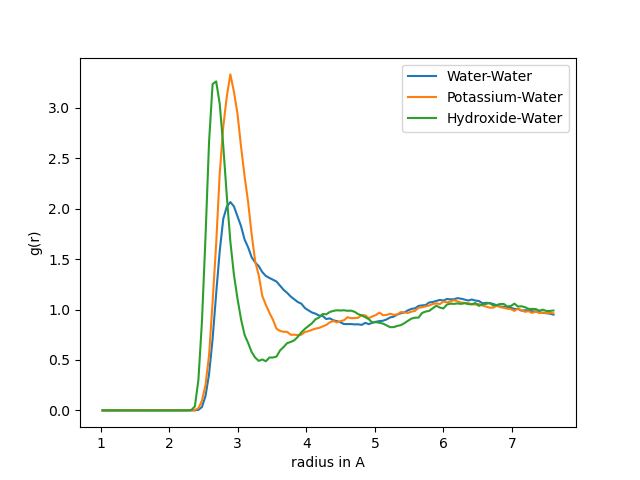 Water-Water
Potassium-Water
Hydroxide-Water
3.0
2.5
2.0
1.5
1.0
0.5
0.0
g(r)
1 2 3 4 5 6 7
radius in A